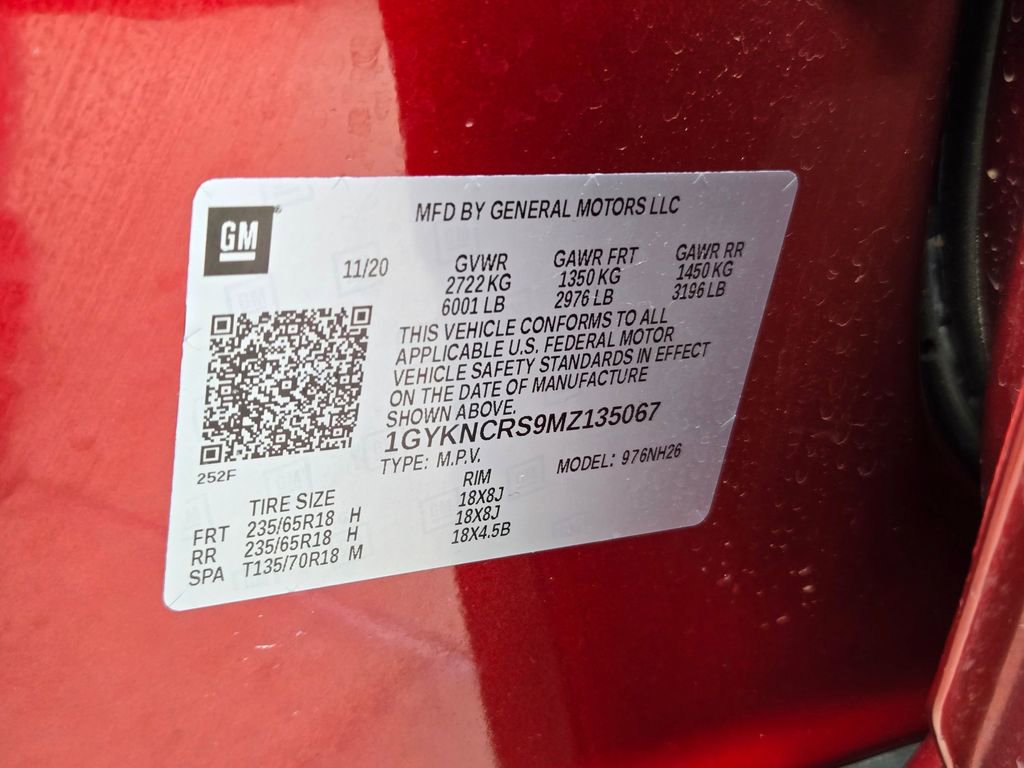 GM
MFD BY GENERAL MOTORS LLC
11/20
GVWR GAWR FRT GAWR RR
2722 KG 1350 KG 1450 KG
6001 LB 2976 LB 3196 LB
THIS VEHICLE CONFORMS TO ALL
APPLICABLE U.S. FEDERAL MOTOR
VEHICLE SAFETY STANDARDS IN EFFECT
ON THE DATE OF MANUFACTURE
SHOWN ABOVE.
1GYKNCRS9MZ135067
252F
TYPE: M.P.V. MODEL: 976NH26
TIRE SIZE RIM
FRT 235/65R18 H 18X8J
RR 235/65R18 H 18X8J
SPA T135/70R18 M 18X4.5B